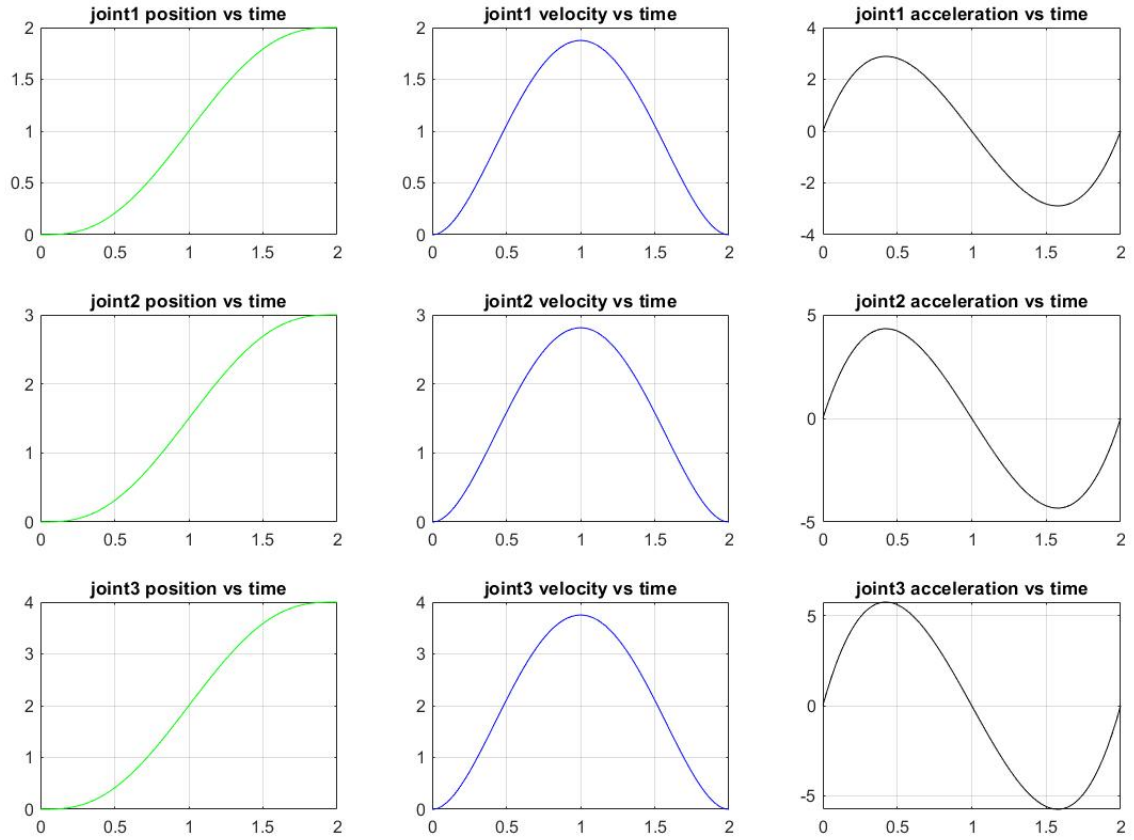 joint1 position vs time
2
1.5
1
0.5
0
0 0.5 1 1.5 2
joint1 velocity vs time
2
1.5
1
0.5
0
0 0.5 1 1.5 2
joint1 acceleration vs time
4
2
0
-2
-4
0 0.5 1 1.5 2
joint2 position vs time
3
2
1
0
0 0.5 1 1.5 2
joint2 velocity vs time
3
2
1
0
0 0.5 1 1.5 2
joint2 acceleration vs time
5
0
-5
0 0.5 1 1.5 2
joint3 position vs time
4
3
2
1
0
0 0.5 1 1.5 2
joint3 velocity vs time
4
3
2
1
0
0 0.5 1 1.5 2
joint3 acceleration vs time
5
0
-5
0 0.5 1 1.5 2